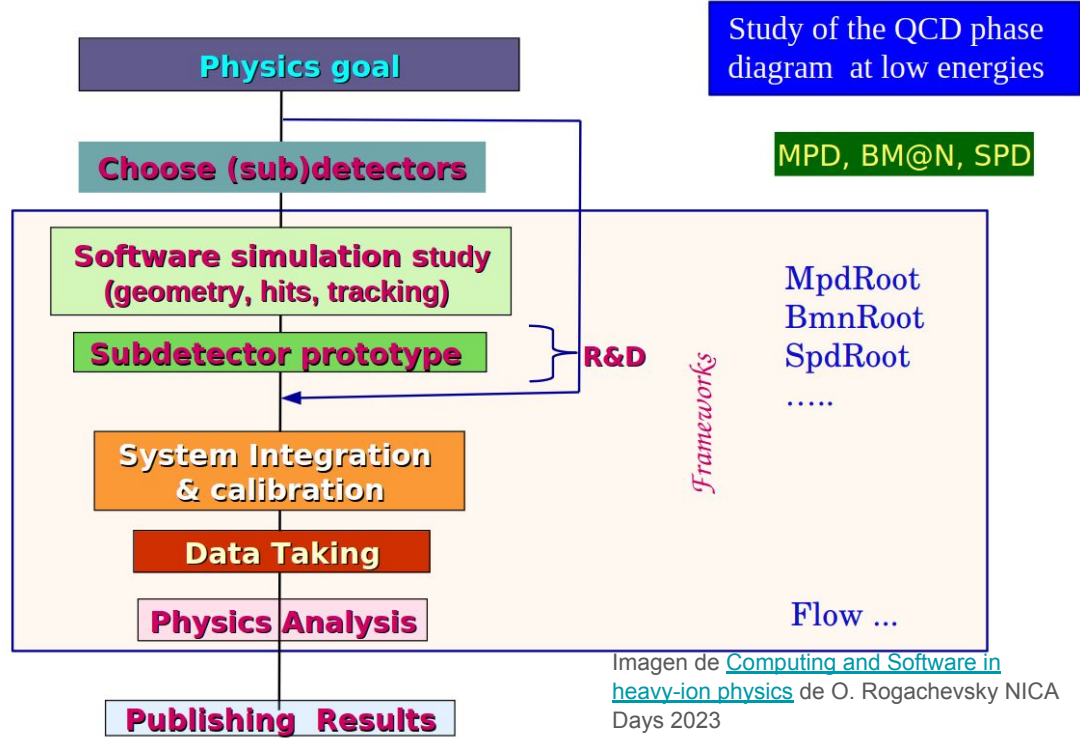 Physics goal
Study of the QCD phase
diagram at low energies
Choose (sub)detectors
MPD, BM@N, SPD
Software simulation study
(geometry, hits, tracking)
Subdetector prototype
R&D
Frameworks
MpdRoot
BmnRoot
SpdRoot
.....
System Integration
& calibration
Data Taking
Physics Analysis
Flow ...
Publishing Results
Imagen de Computing and Software in
heavy-ion physics de O. Rogachevsky NICA
Days 2023